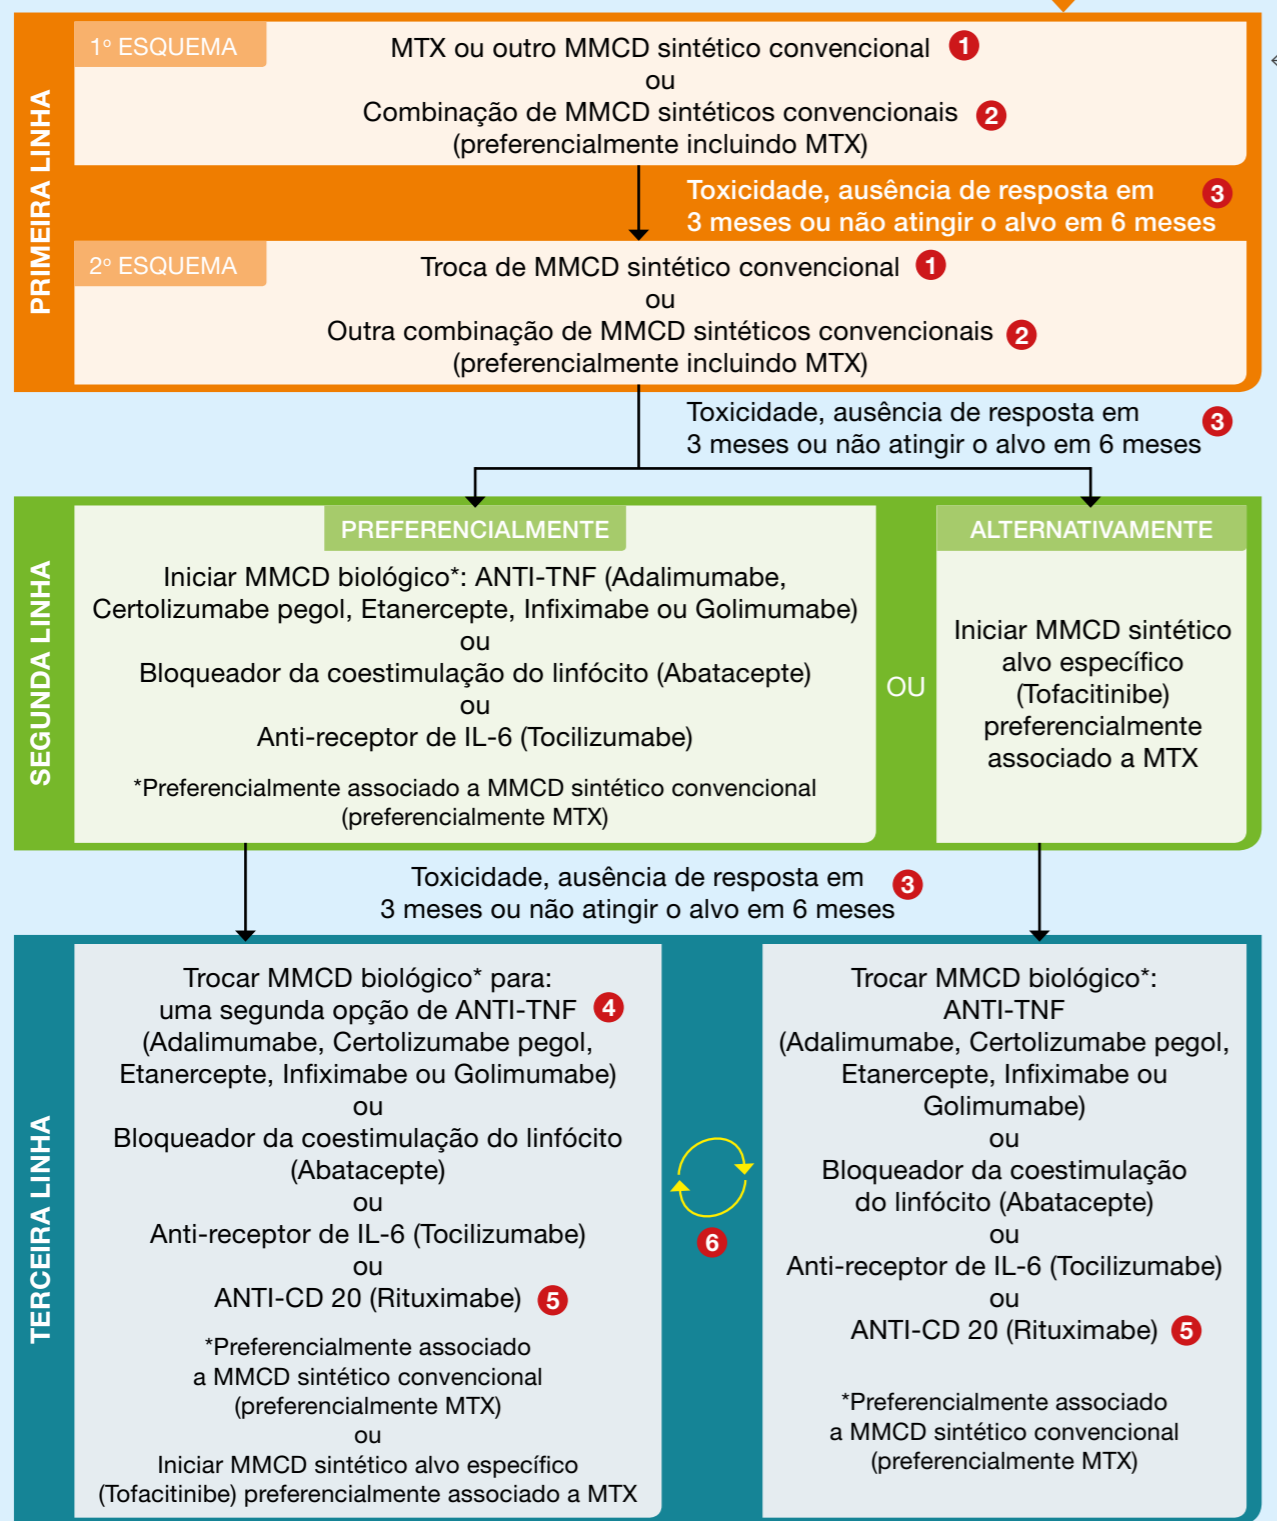 PRIMEIRA LINHA
1º ESQUEMA
MTX ou outro MMCD sintético convencional 1
ou
Combinação de MMCD sintéticos convencionais 2
(preferencialmente incluindo MTX)
Toxicidade, ausência de resposta em 3
3 meses ou não atingir o alvo em 6 meses
2º ESQUEMA
Troca de MMCD sintético convencional 1
ou
Outra combinação de MMCD sintéticos convencionais 2
(preferencialmente incluindo MTX)
Toxicidade, ausência de resposta em 3
3 meses ou não atingir o alvo em 6 meses
SEGUNDA LINHA
PREFERENCIALMENTE
Iniciar MMCD biológico*: ANTI-TNF (Adalimumabe,
Certolizumabe pegol, Etanercepte, Infiximabe ou Golimumabe)
ou
Bloqueador da coestimulação do linfócito (Abatacepte)
ou
Anti-receptor de IL-6 (Tocilizumabe)
*Preferencialmente associado a MMCD sintético convencional
(preferencialmente MTX)
OU
ALTERNATIVAMENTE
Iniciar MMCD sintético
alvo específico
(Tofacitinibe)
preferencialmente
associado a MTX
Toxicidade, ausência de resposta em 3
3 meses ou não atingir o alvo em 6 meses
TERCEIRA LINHA
Trocar MMCD biológico* para:
uma segunda opção de ANTI-TNF 4
(Adalimumabe, Certolizumabe pegol,
Etanercepte, Infiximabe ou Golimumabe)
ou
Bloqueador da coestimulação do linfócito
(Abatacepte)
ou
Anti-receptor de IL-6 (Tocilizumabe)
ou
ANTI-CD 20 (Rituximabe) 5
*Preferencialmente associado
a MMCD sintético convencional
(preferencialmente MTX)
ou
Iniciar MMCD sintético alvo específico
(Tofacitinibe) preferencialmente associado a MTX
6
Trocar MMCD biológico*:
ANTI-TNF
(Adalimumabe, Certolizumabe pegol,
Etanercepte, Infiximabe ou
Golimumabe)
ou
Bloqueador da coestimulação
do linfócito (Abatacepte)
ou
Anti-receptor de IL-6 (Tocilizumabe)
ou
ANTI-CD 20 (Rituximabe) 5
*Preferencialmente associado
a MMCD sintético convencional
(preferencialmente MTX)